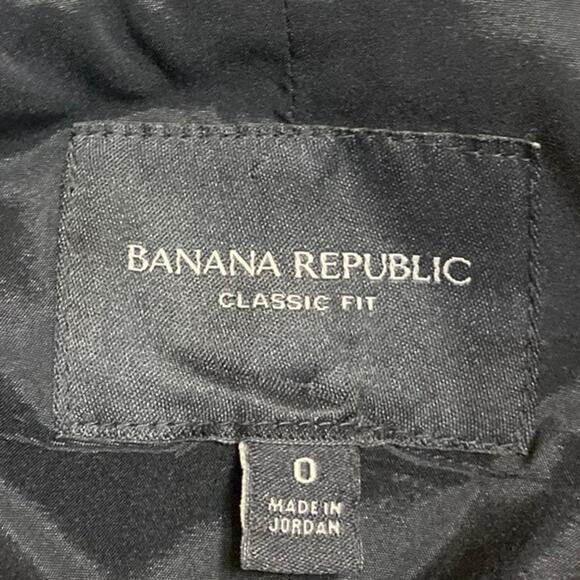 BANANA REPUBLIC
CLASSIC FIT
0
MADE IN
JORDAN